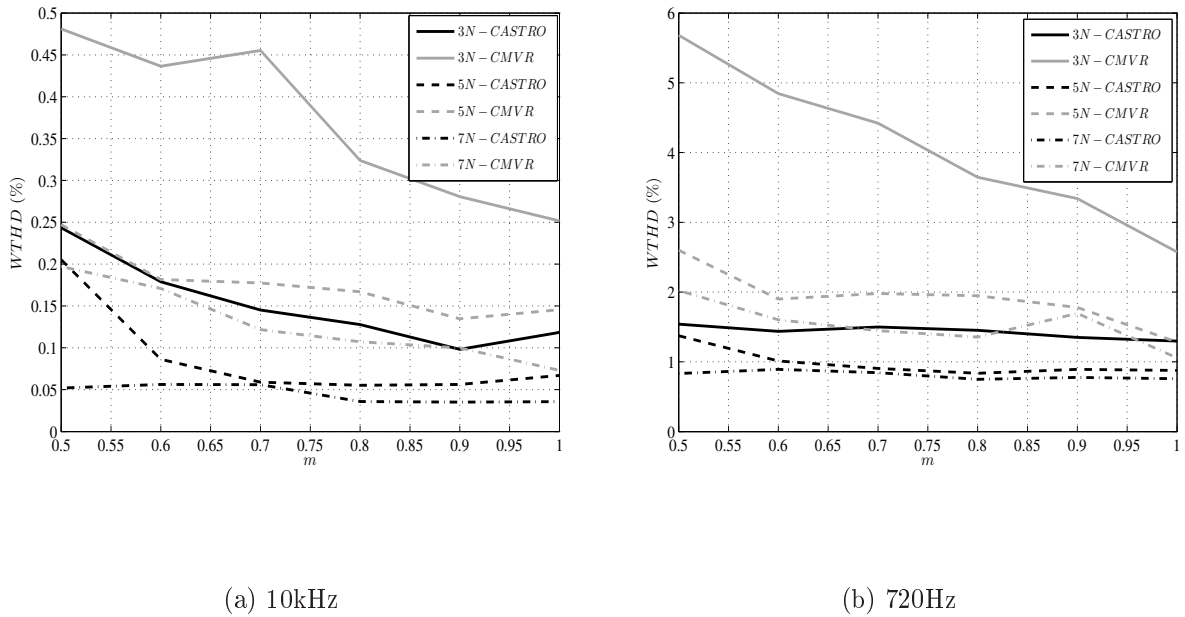 0.5
0.45
0.4
0.35
0.3
0.25
0.2
0.15
0.1
0.05
0
WTHD (%)
0.5 0.55 0.6 0.65 0.7 0.75 0.8 0.85 0.9 0.95 1
m
3N − CASTRO
3N − CMVR
5N − CASTRO
5N − CMVR
7N − CASTRO
7N − CMVR
(a) 10kHz
6
5
4
3
2
1
0
WTHD (%)
0.5 0.55 0.6 0.65 0.7 0.75 0.8 0.85 0.9 0.95 1
m
3N − CASTRO
3N − CMVR
5N − CASTRO
5N − CMVR
7N − CASTRO
7N − CMVR
(b) 720Hz